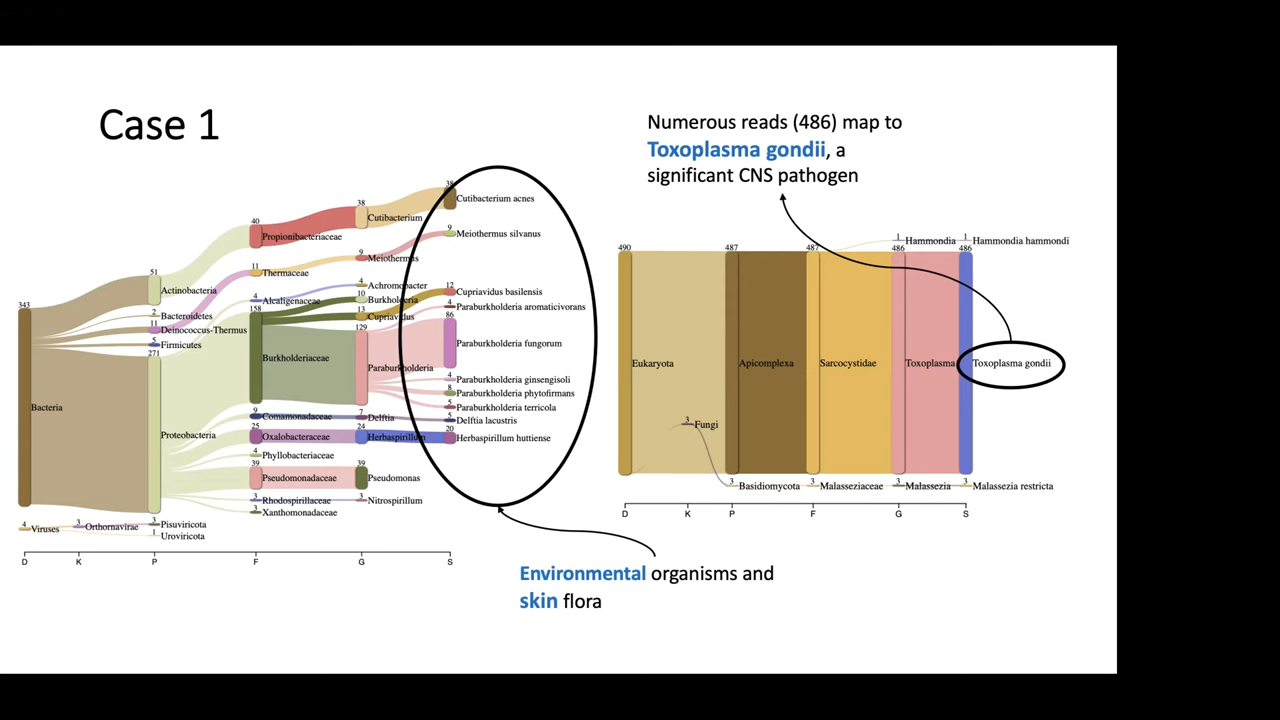 Case 1
Numerous reads (486) map to
Toxoplasma gondii, a
significant CNS pathogen
343
Bacteria
4
Viruses
3
Orthornavirae
51
Actinobacteria
2
Bacteroidetes
11
Deinococcus-Thermus
5
Firmicutes
271
Proteobacteria
3
Pisuviricota
1
Uroviricota
40
Propionibacteriaceae
11
Thermaceae
4
Alcaligenaceae
158
Burkholderiaceae
9
Comamonadaceae
25
Oxalobacteraceae
4
Phyllobacteriaceae
39
Pseudomonadaceae
3
Rhodospirillaceae
3
Xanthomonadaceae
38
Cutibacterium
9
Meiothermus
4
Achromobacter
10
Burkholderia
13
Cupriavidus
129
Paraburkholderia
7
Delftia
24
Herbaspirillum
39
Pseudomonas
3
Nitrospirillum
38
Cutibacterium acnes
9
Meiothermus silvanus
12
Cupriavidus basilensis
4
Paraburkholderia aromaticivorans
86
Paraburkholderia fungorum
4
Paraburkholderia ginsengisoli
8
Paraburkholderia phytofirmans
5
Paraburkholderia terricola
5
Delftia lacustris
20
Herbaspirillum huttiense
D K P F G S
490
Eukaryota
3
Fungi
487
Apicomplexa
3
Basidiomycota
487
Sarcocystidae
3
Malasseziaceae
1
Hammondia
486
Toxoplasma
3
Malassezia
1
Hammondia hammondi
486
Toxoplasma gondii
3
Malassezia restricta
D K P F G S
Environmental organisms and
skin flora